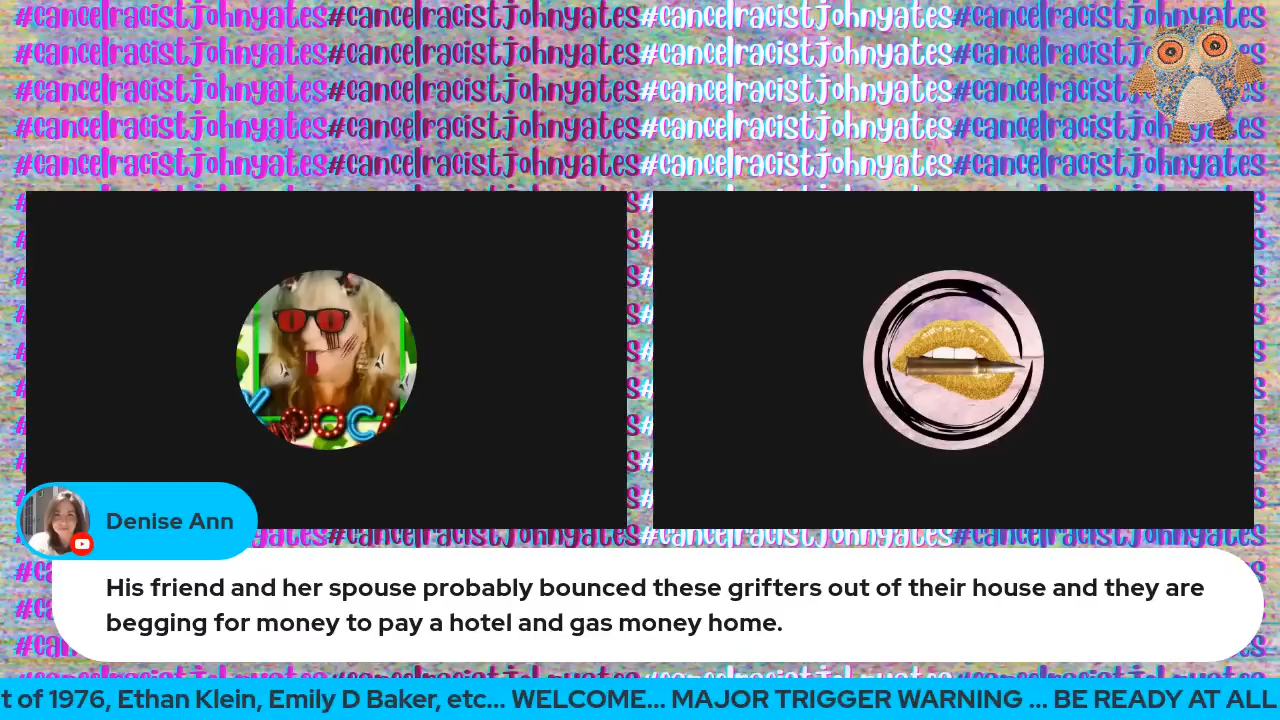 #cancelracistjohnyates#cancelracistjohnyates#cancelracistjohnyates#cancelracistjohnyates
#cancelracistjohnyates#cancelracistjohnyates#cancelracistjohnyates#cancelracistj
#cancelracistjohnyates#cancelracistjohnyates#cancelracistjohnyates#cancelracistj
#cancelracistjohnyates#cancelracistjohnyates#cancelracistjohnyates#cancelracistjo
#cancelracistjohnyates#cancelracistjohnyates#cancelracistjohnyates#cancelracistjohnyates
Denise Ann
His friend and her spouse probably bounced these grifters out of their house and they are
begging for money to pay a hotel and gas money home.
t of 1976, Ethan Klein, Emily D Baker, etc... WELCOME... MAJOR TRIGGER WARNING ... BE READY AT ALL